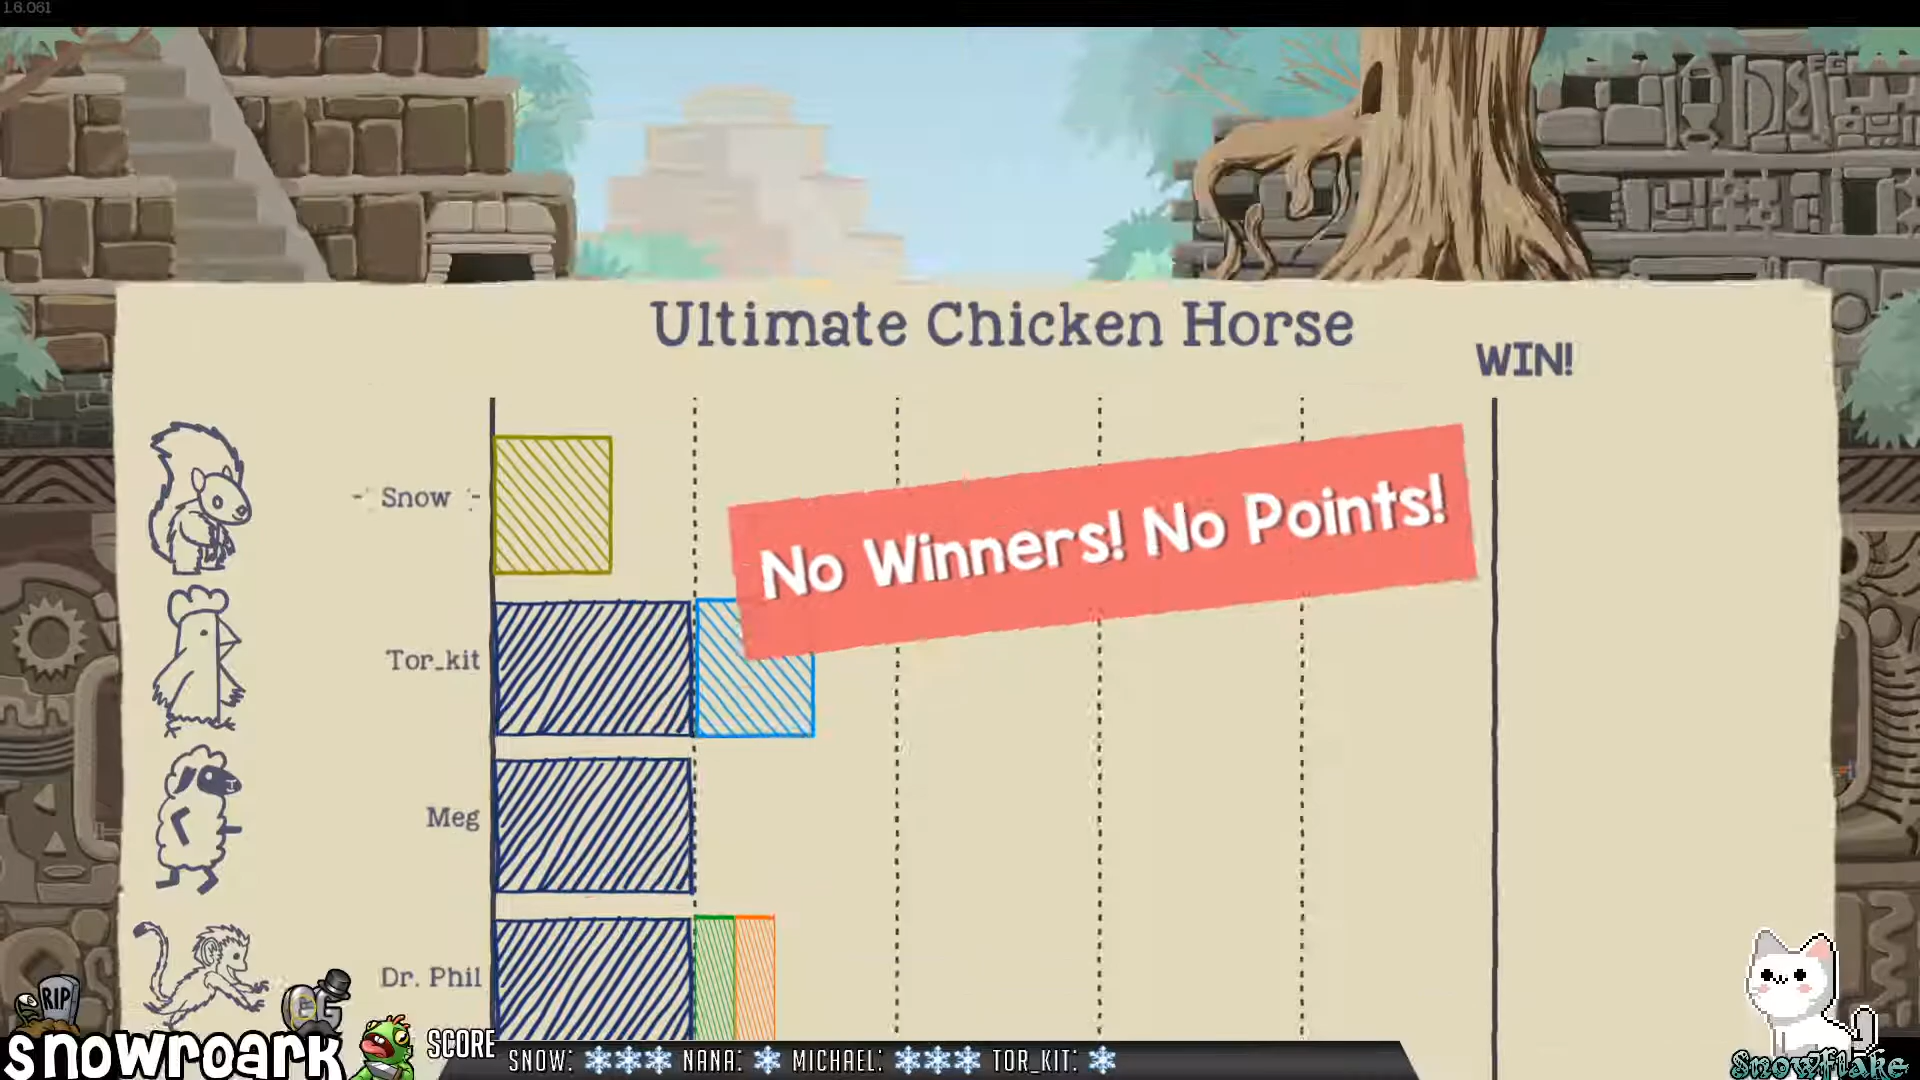 1.6.061
Ultimate Chicken Horse
WIN!
- Snow -
No Winners! No Points!
Tor_kit
Meg
Dr. Phil
RIP
snowroark
SCORE
SNOW: NANA: MICHAEL: TOR_KIT:
Snowflake